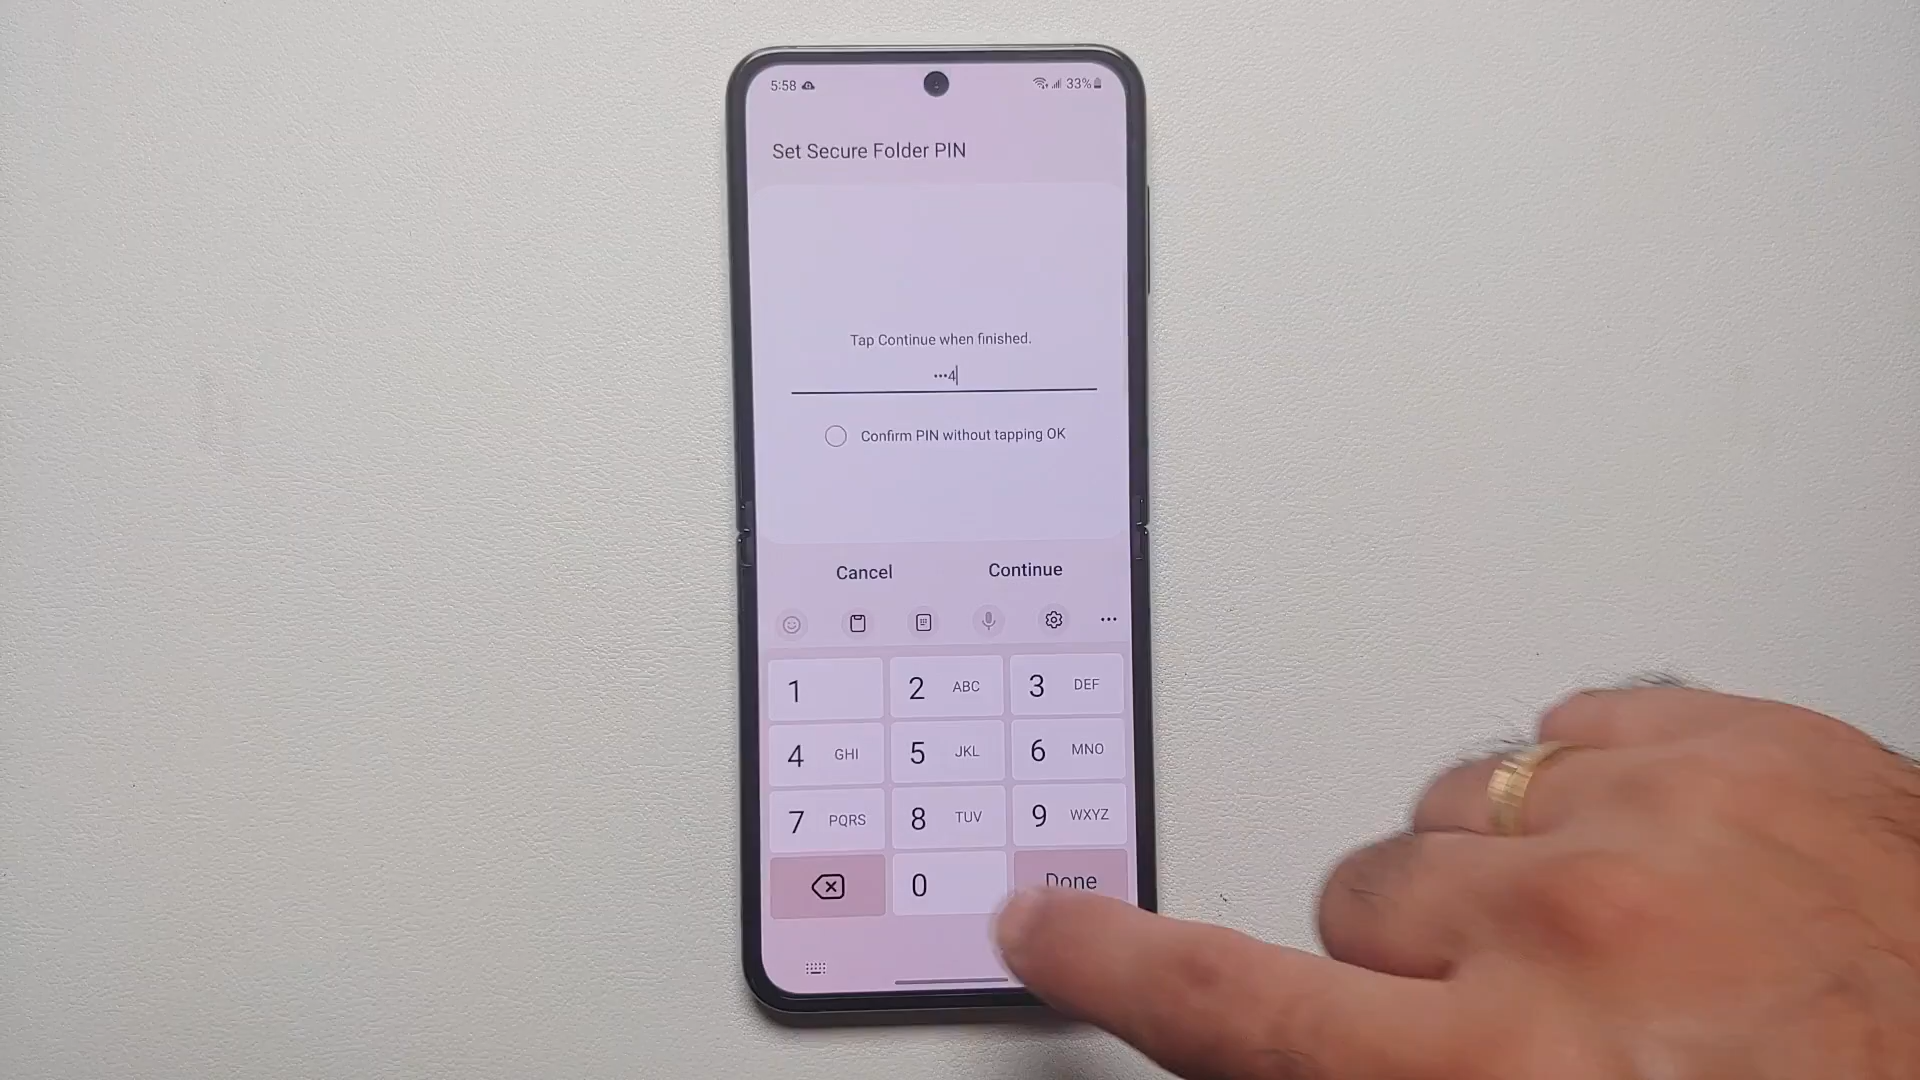 5:58
33%
Set Secure Folder PIN
Tap Continue when finished.
•••4
Confirm PIN without tapping OK
Cancel
Continue
1
2 ABC
3 DEF
4 GHI
5 JKL
6 MNO
7 PQRS
8 TUV
9 WXYZ
0
Done